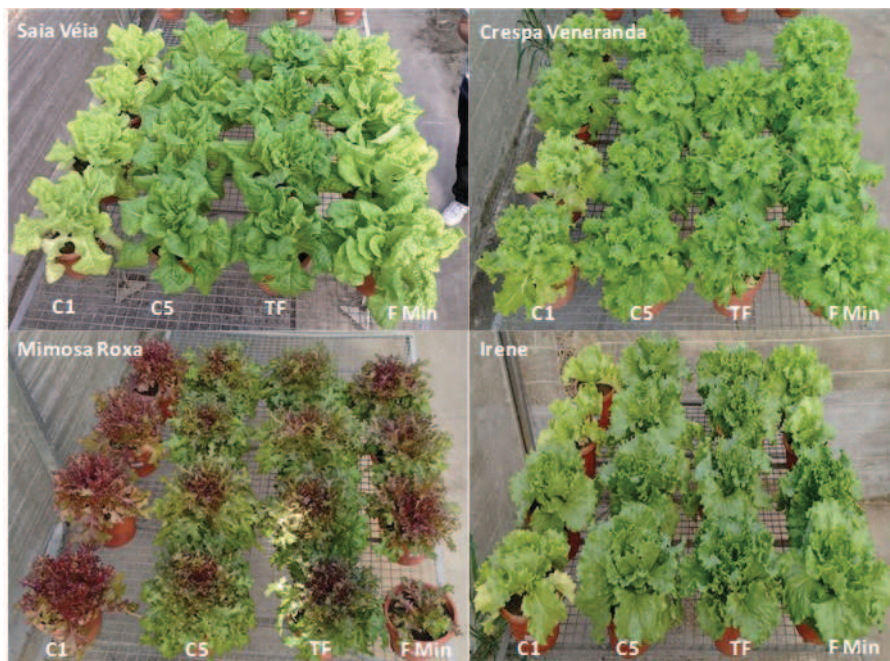 Saia Véia
C1 C5 TF F Min
Crespa Veneranda
C1 C5 TF F Min
Mimosa Roxa
C1 C5 TF F Min
Irene
C1 C5 TF F Min